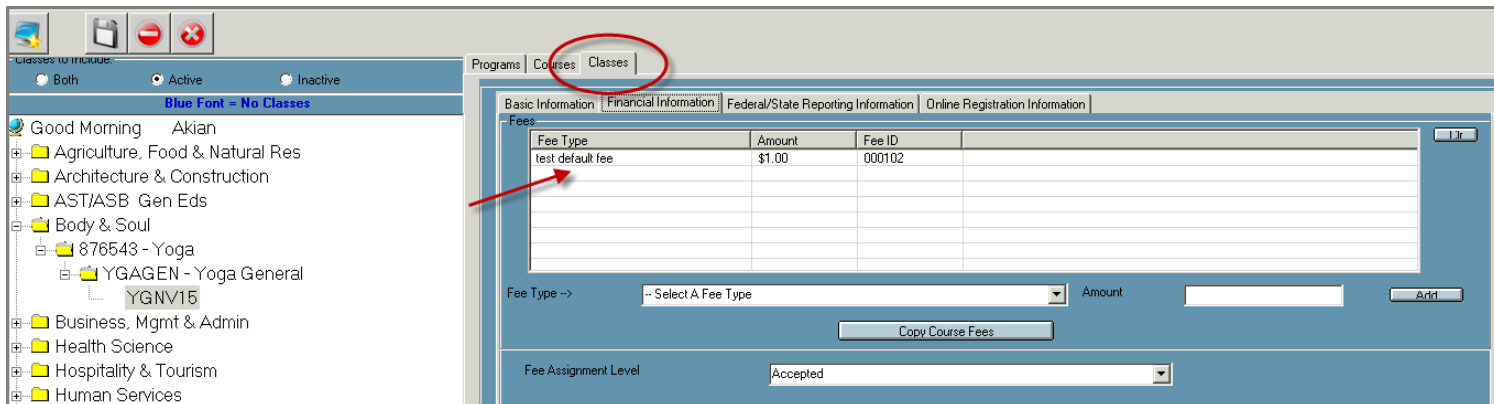 Classes to Include:
Both Active Inactive
Blue Font = No Classes
Good Morning Akian
Agriculture, Food & Natural Res
Architecture & Construction
AST/ASB Gen Eds
Body & Soul
876543 - Yoga
YGAGEN - Yoga General
YGNV15
Business, Mgmt & Admin
Health Science
Hospitality & Tourism
Human Services
Programs Courses Classes
Basic Information Financial Information Federal/State Reporting Information Online Registration Information
Fees
Fee Type Amount Fee ID
test default fee $1.00 000102
Fee Type --> -- Select A Fee Type Amount Add
Copy Course Fees
Fee Assignment Level Accepted